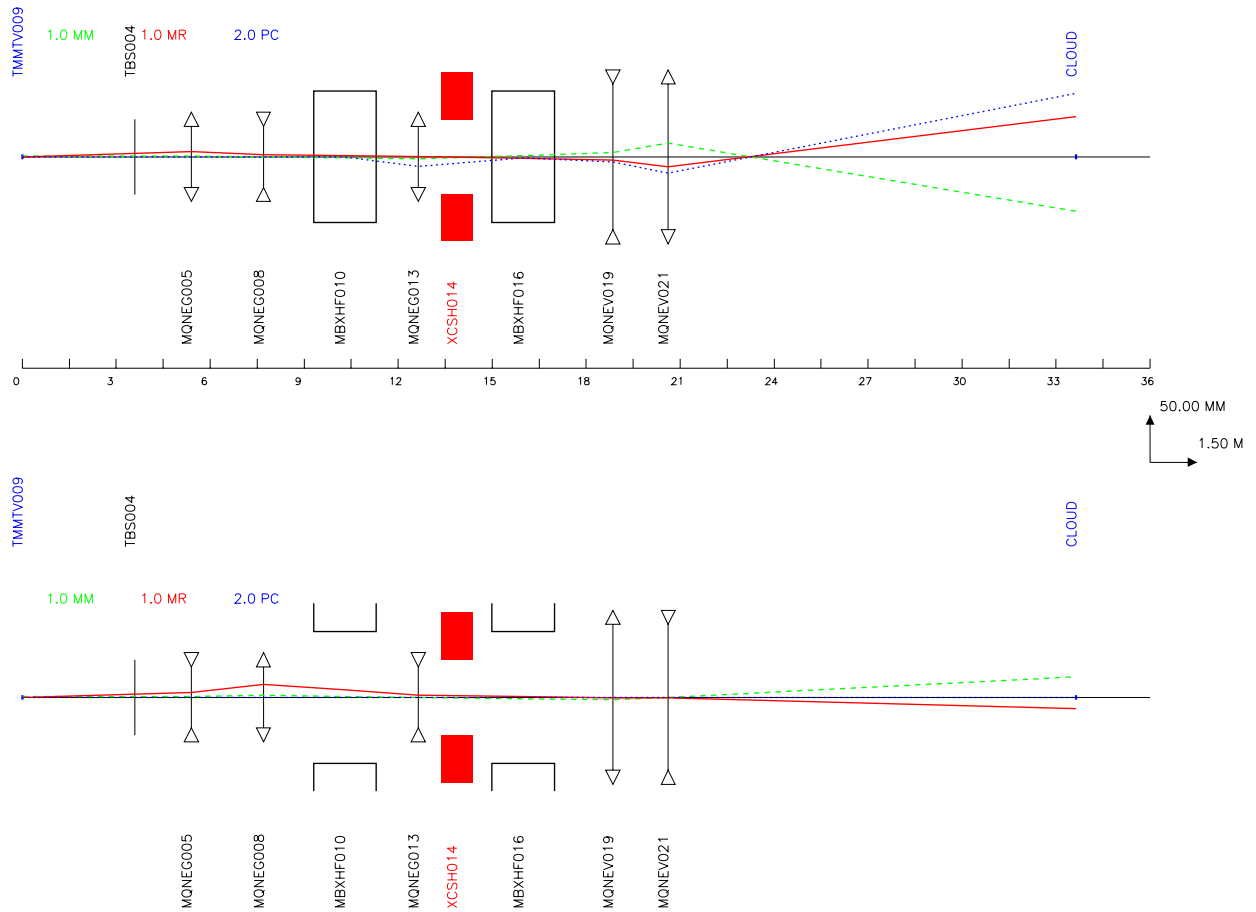 TMMTV009
TBS004
CLOUD
1.0 MM 1.0 MR 2.0 PC
MQNEG005 MQNEG008 MBXHF010 MQNEG013 XCSH014 MBXHF016 MQNEV019 MQNEV021
0 3 6 9 12 15 18 21 24 27 30 33 36
50.00 MM
1.50 M
TMMTV009
TBS004
CLOUD
1.0 MM 1.0 MR 2.0 PC
MQNEG005 MQNEG008 MBXHF010 MQNEG013 XCSH014 MBXHF016 MQNEV019 MQNEV021